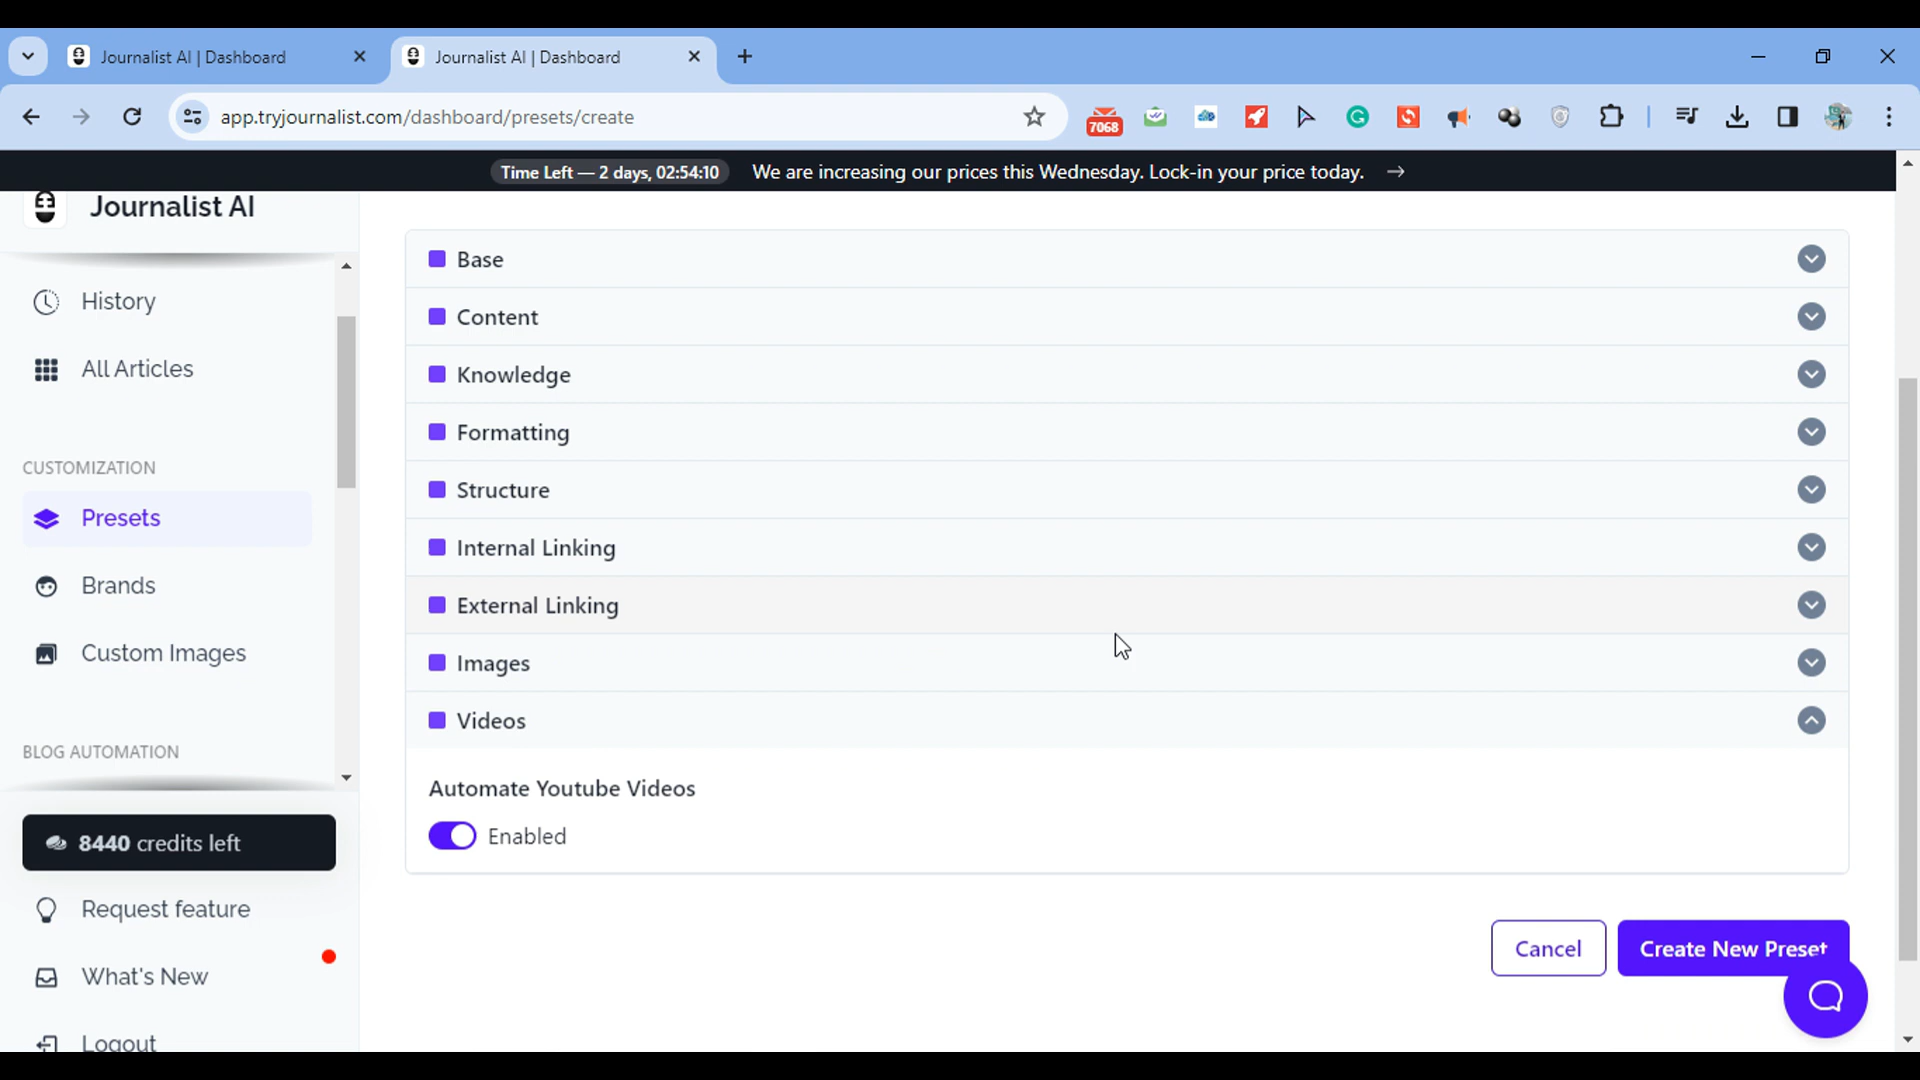 Journalist AI | Dashboard
Journalist AI | Dashboard
app.tryjournalist.com/dashboard/presets/create
7068
Time Left — 2 days, 02:54:10
We are increasing our prices this Wednesday. Lock-in your price today. →
Journalist AI
History
All Articles
CUSTOMIZATION
Presets
Brands
Custom Images
BLOG AUTOMATION
8440 credits left
Request feature
What's New
Logout
Base
Content
Knowledge
Formatting
Structure
Internal Linking
External Linking
Images
Videos
Automate Youtube Videos
Enabled
Cancel
Create New Preset